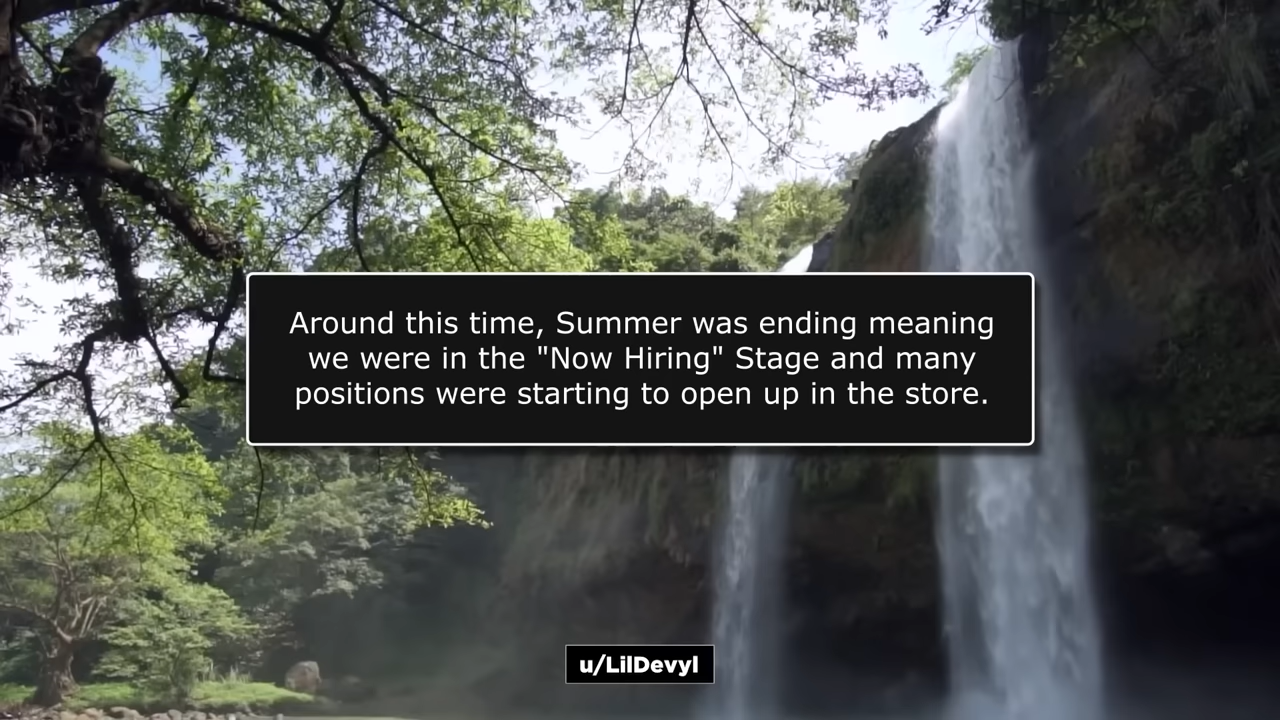 Around this time, Summer was ending meaning
we were in the "Now Hiring" Stage and many
positions were starting to open up in the store.
u/LilDevyl